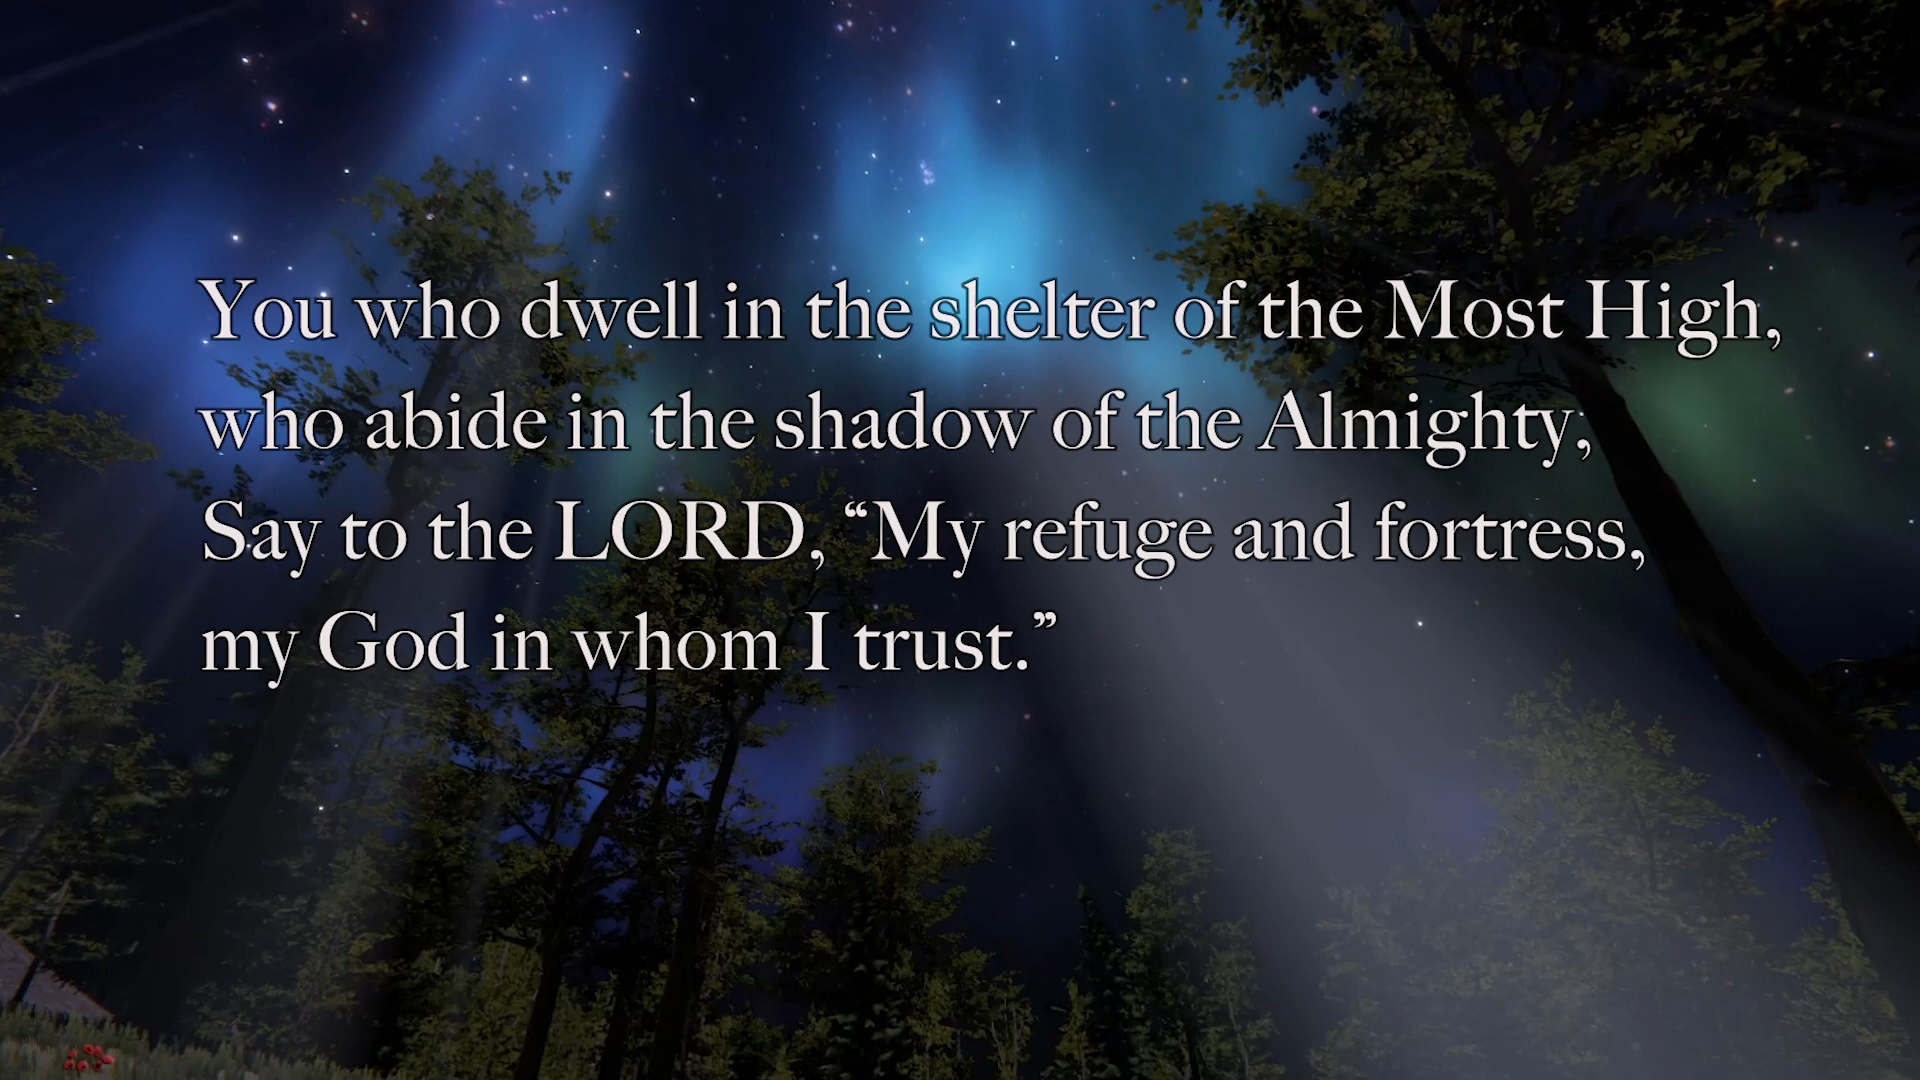 You who dwell in the shelter of the Most High,
who abide in the shadow of the Almighty,
Say to the LORD, “My refuge and fortress,
my God in whom I trust.”